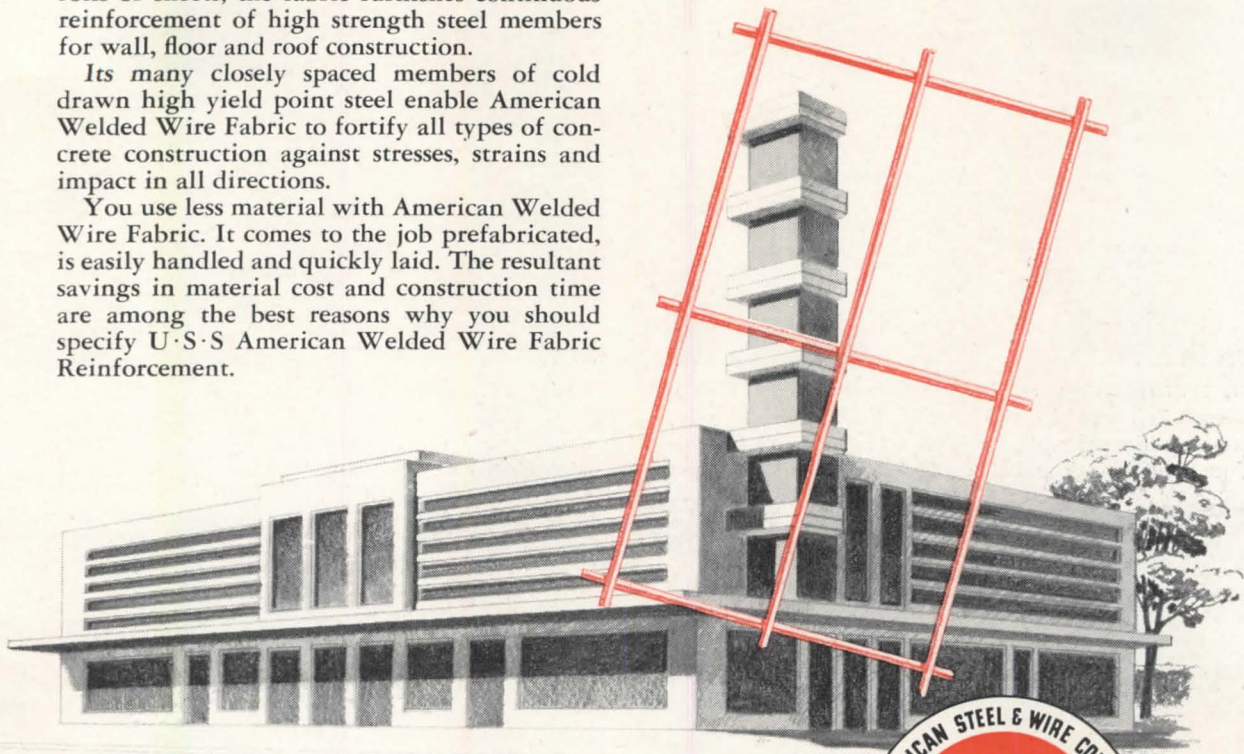 reinforcement of high strength steel members
for wall, floor and roof construction.
Its many closely spaced members of cold
drawn high yield point steel enable American
Welded Wire Fabric to fortify all types of con-
crete construction against stresses, strains and
impact in all directions.
You use less material with American Welded
Wire Fabric. It comes to the job prefabricated,
is easily handled and quickly laid. The resultant
savings in material cost and construction time
are among the best reasons why you should
specify U·S·S American Welded Wire Fabric
Reinforcement.
STEEL & WIRE